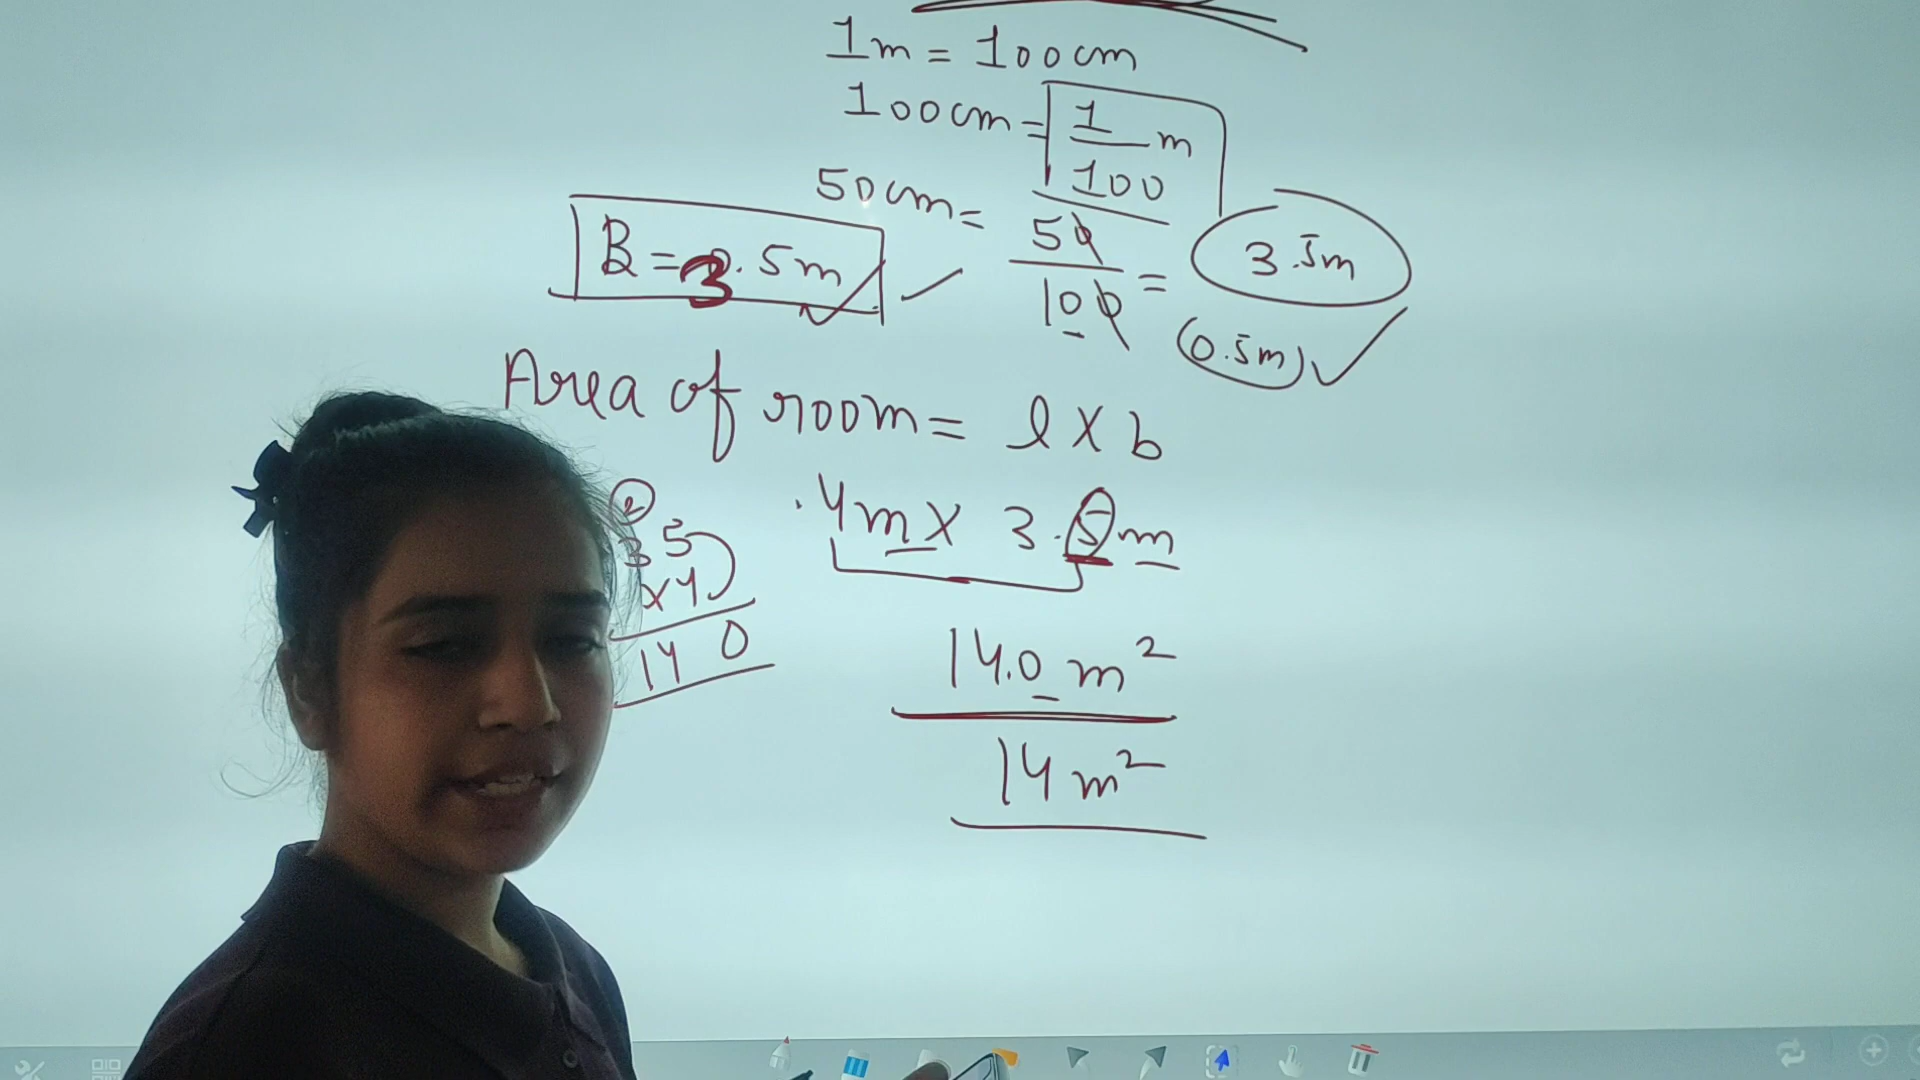 1m = 100cm
100cm = 1/100 m
50cm = 50/100 = 3.5m
(0.5m) ✓
B = 3.5m ✓
Area of room = l X b
4m X 3.5m
2
35
X4
140
14.0 m²
14 m²